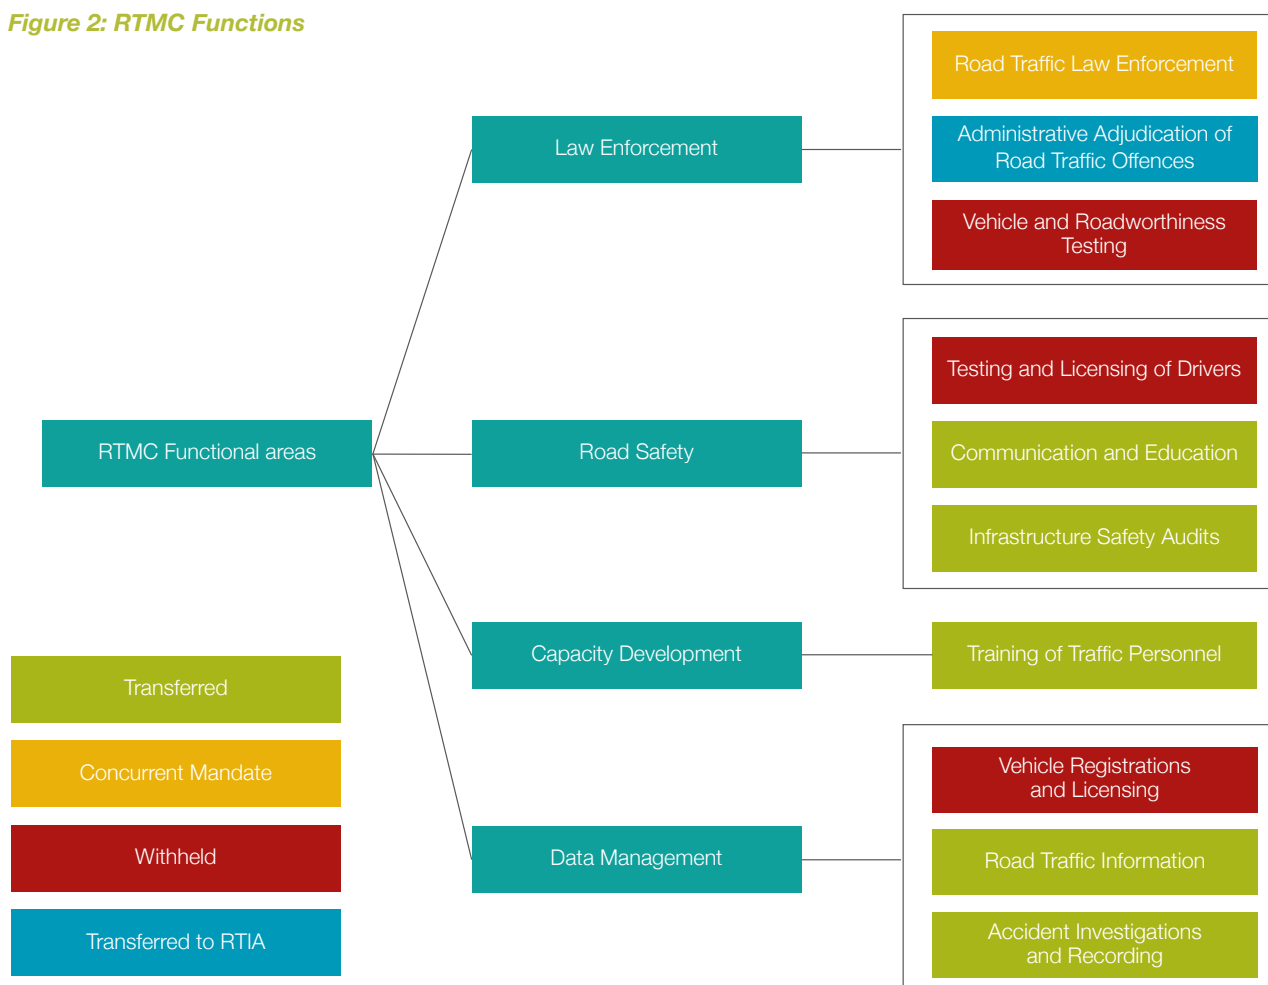 Figure 2: RTMC Functions
Road Traffic Law Enforcement
Law Enforcement
Administrative Adjudication of
Road Traffic Offences
Vehicle and Roadworthiness
Testing
Testing and Licensing of Drivers
RTMC Functional areas
Road Safety
Communication and Education
Infrastructure Safety Audits
Capacity Development
Training of Traffic Personnel
Transferred
Concurrent Mandate
Withheld
Transferred to RTIA
Vehicle Registrations
and Licensing
Data Management
Road Traffic Information
Accident Investigations
and Recording